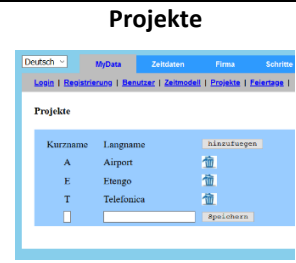 Projekte
Deutsch MyData Zeitdaten Firma Schritte
Login | Registrierung | Benutzer | Zeitmodell | Projekte | Feiertage |
Projekte
Kurzname Langname hinzufuegen
A Airport
E Etengo
T Telefonica
Speichern